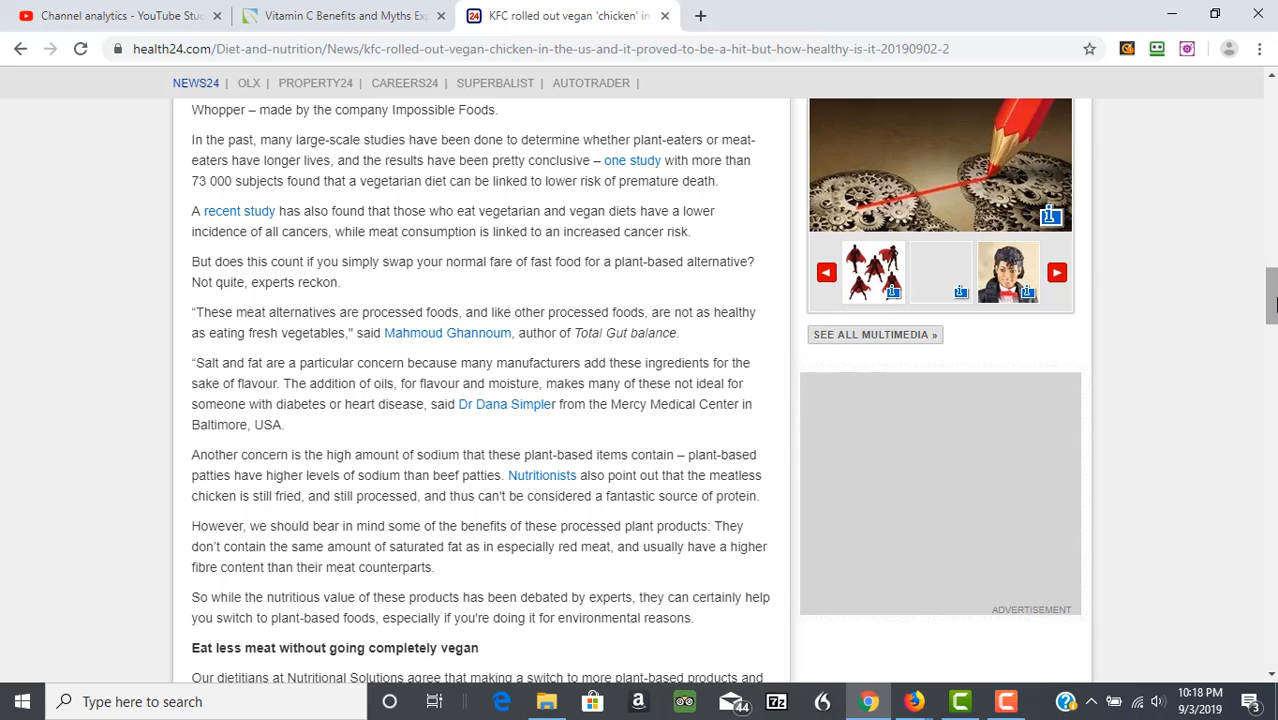 Channel analytics - YouTube Stud
Vitamin C Benefits and Myths Exp
24
KFC rolled out vegan 'chicken' in
health24.com/Diet-and-nutrition/News/kfc-rolled-out-vegan-chicken-in-the-us-and-it-proved-to-be-a-hit-but-how-healthy-is-it-20190902-2
NEWS24 | OLX | PROPERTY24 | CAREERS24 | SUPERBALIST | AUTOTRADER |
Whopper – made by the company Impossible Foods.
In the past, many large-scale studies have been done to determine whether plant-eaters or meat-
eaters have longer lives, and the results have been pretty conclusive – one study with more than
73 000 subjects found that a vegetarian diet can be linked to lower risk of premature death.
A recent study has also found that those who eat vegetarian and vegan diets have a lower
incidence of all cancers, while meat consumption is linked to an increased cancer risk.
But does this count if you simply swap your normal fare of fast food for a plant-based alternative?
Not quite, experts reckon.
“These meat alternatives are processed foods, and like other processed foods, are not as healthy
as eating fresh vegetables," said Mahmoud Ghannoum, author of Total Gut balance.
“Salt and fat are a particular concern because many manufacturers add these ingredients for the
sake of flavour. The addition of oils, for flavour and moisture, makes many of these not ideal for
someone with diabetes or heart disease, said Dr Dana Simpler from the Mercy Medical Center in
Baltimore, USA.
Another concern is the high amount of sodium that these plant-based items contain – plant-based
patties have higher levels of sodium than beef patties. Nutritionists also point out that the meatless
chicken is still fried, and still processed, and thus can't be considered a fantastic source of protein.
However, we should bear in mind some of the benefits of these processed plant products: They
don’t contain the same amount of saturated fat as in especially red meat, and usually have a higher
fibre content than their meat counterparts.
So while the nutritious value of these products has been debated by experts, they can certainly help
you switch to plant-based foods, especially if you're doing it for environmental reasons.
Eat less meat without going completely vegan
Our dietitians at Nutritional Solutions agree that making a switch to more plant-based products and
SEE ALL MULTIMEDIA »
ADVERTISEMENT
Type here to search
44
7z
10:18 PM
9/3/2019
3